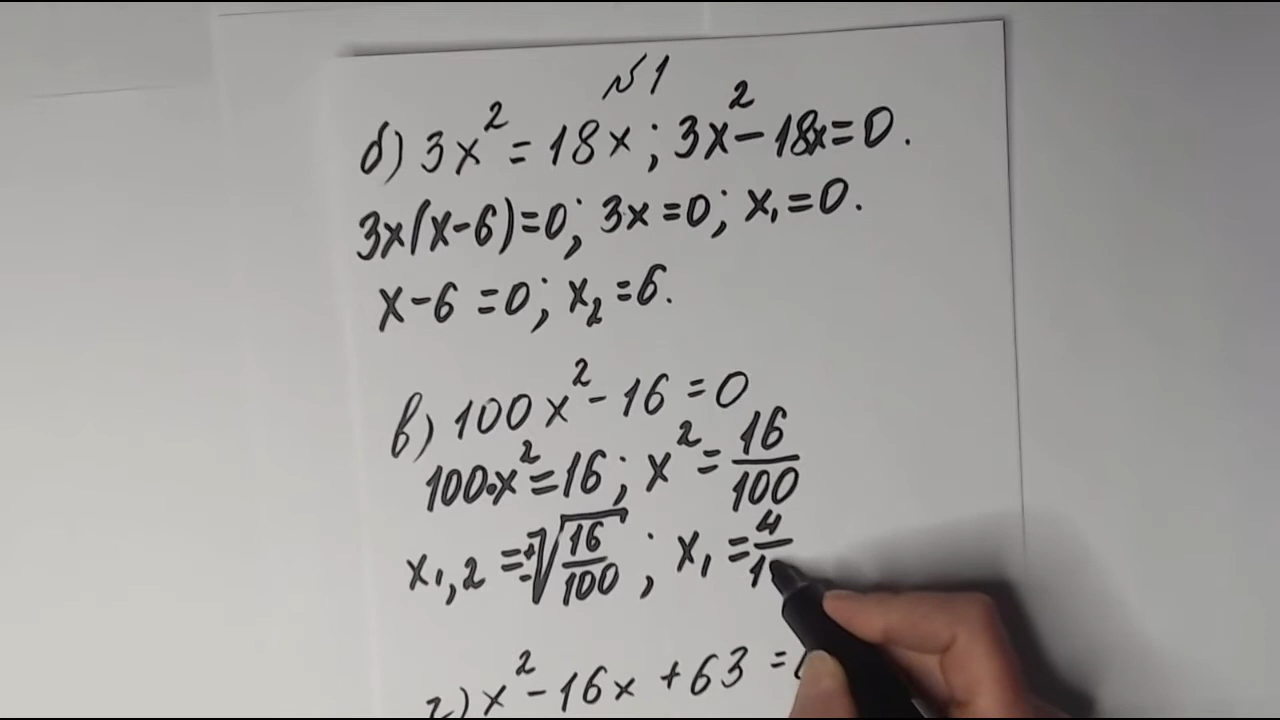 №1
б) 3x² = 18x; 3x² - 18x = 0.
3x(x-6)=0; 3x=0; x₁=0.
x-6=0; x₂=6.
в) 100x² - 16 = 0
100·x²=16; x² = 16/100
x₁,₂ = ±√(16/100); x₁ = 4/1
г) x² - 16x + 63 =